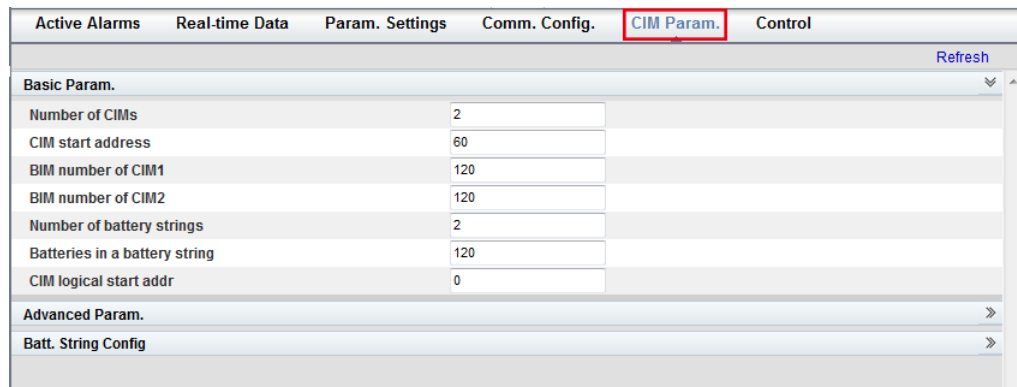 Active Alarms Real-time Data Param. Settings Comm. Config. CIM Param. Control
Refresh
Basic Param.
Number of CIMs 2
CIM start address 60
BIM number of CIM1 120
BIM number of CIM2 120
Number of battery strings 2
Batteries in a battery string 120
CIM logical start addr 0
Advanced Param.
Batt. String Config